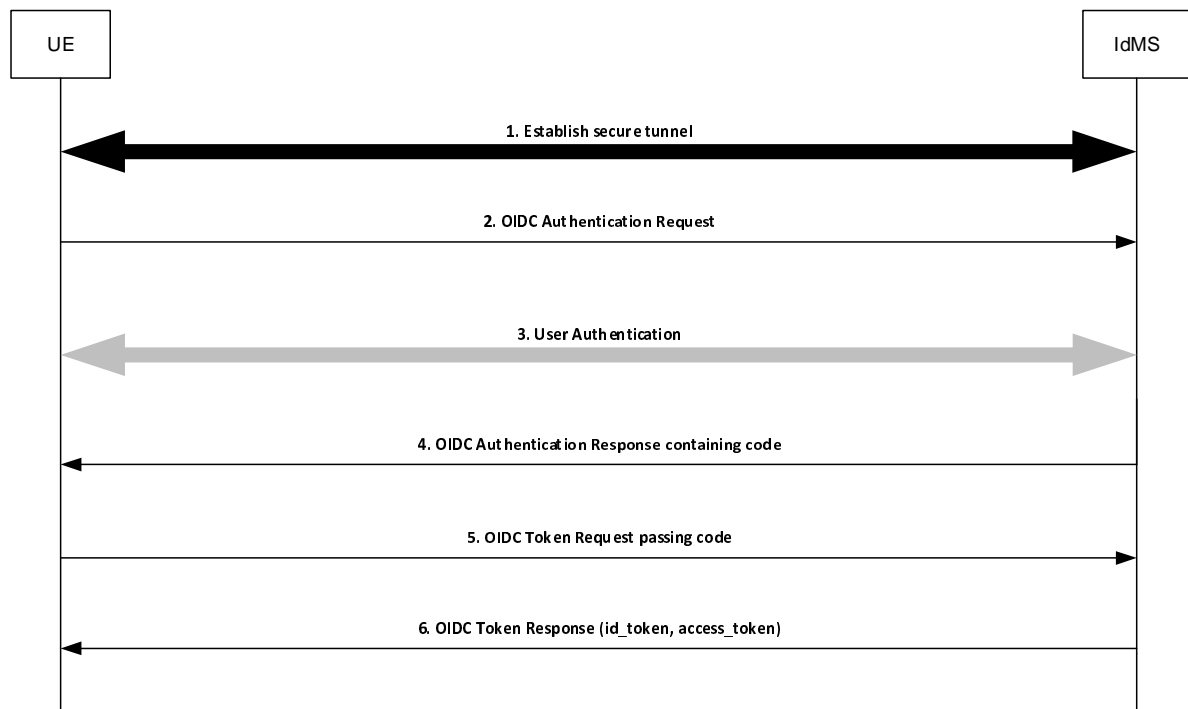 UE
IdMS
1. Establish secure tunnel
2. OIDC Authentication Request
3. User Authentication
4. OIDC Authentication Response containing code
5. OIDC Token Request passing code
6. OIDC Token Response (id_token, access_token)